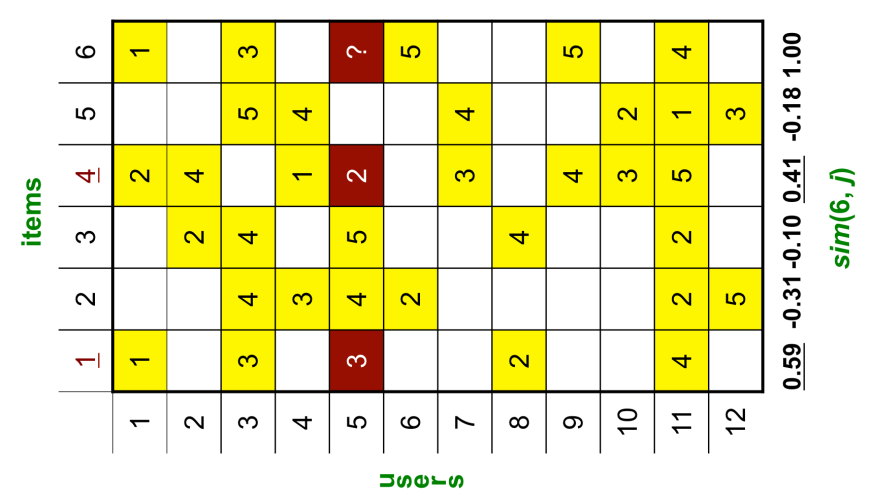 items
1 2 3 4 5 6
users
1 1 2 1
2 2 4
3 3 4 4 5 3
4 3 1 4
5 3 4 5 2 ?
6 2 5
7 3 4
8 2 4
9 4 5
10 3 2
11 4 2 2 5 1 4
12 5 3
0.59 -0.31 -0.10 0.41 -0.18 1.00
sim(6, j)